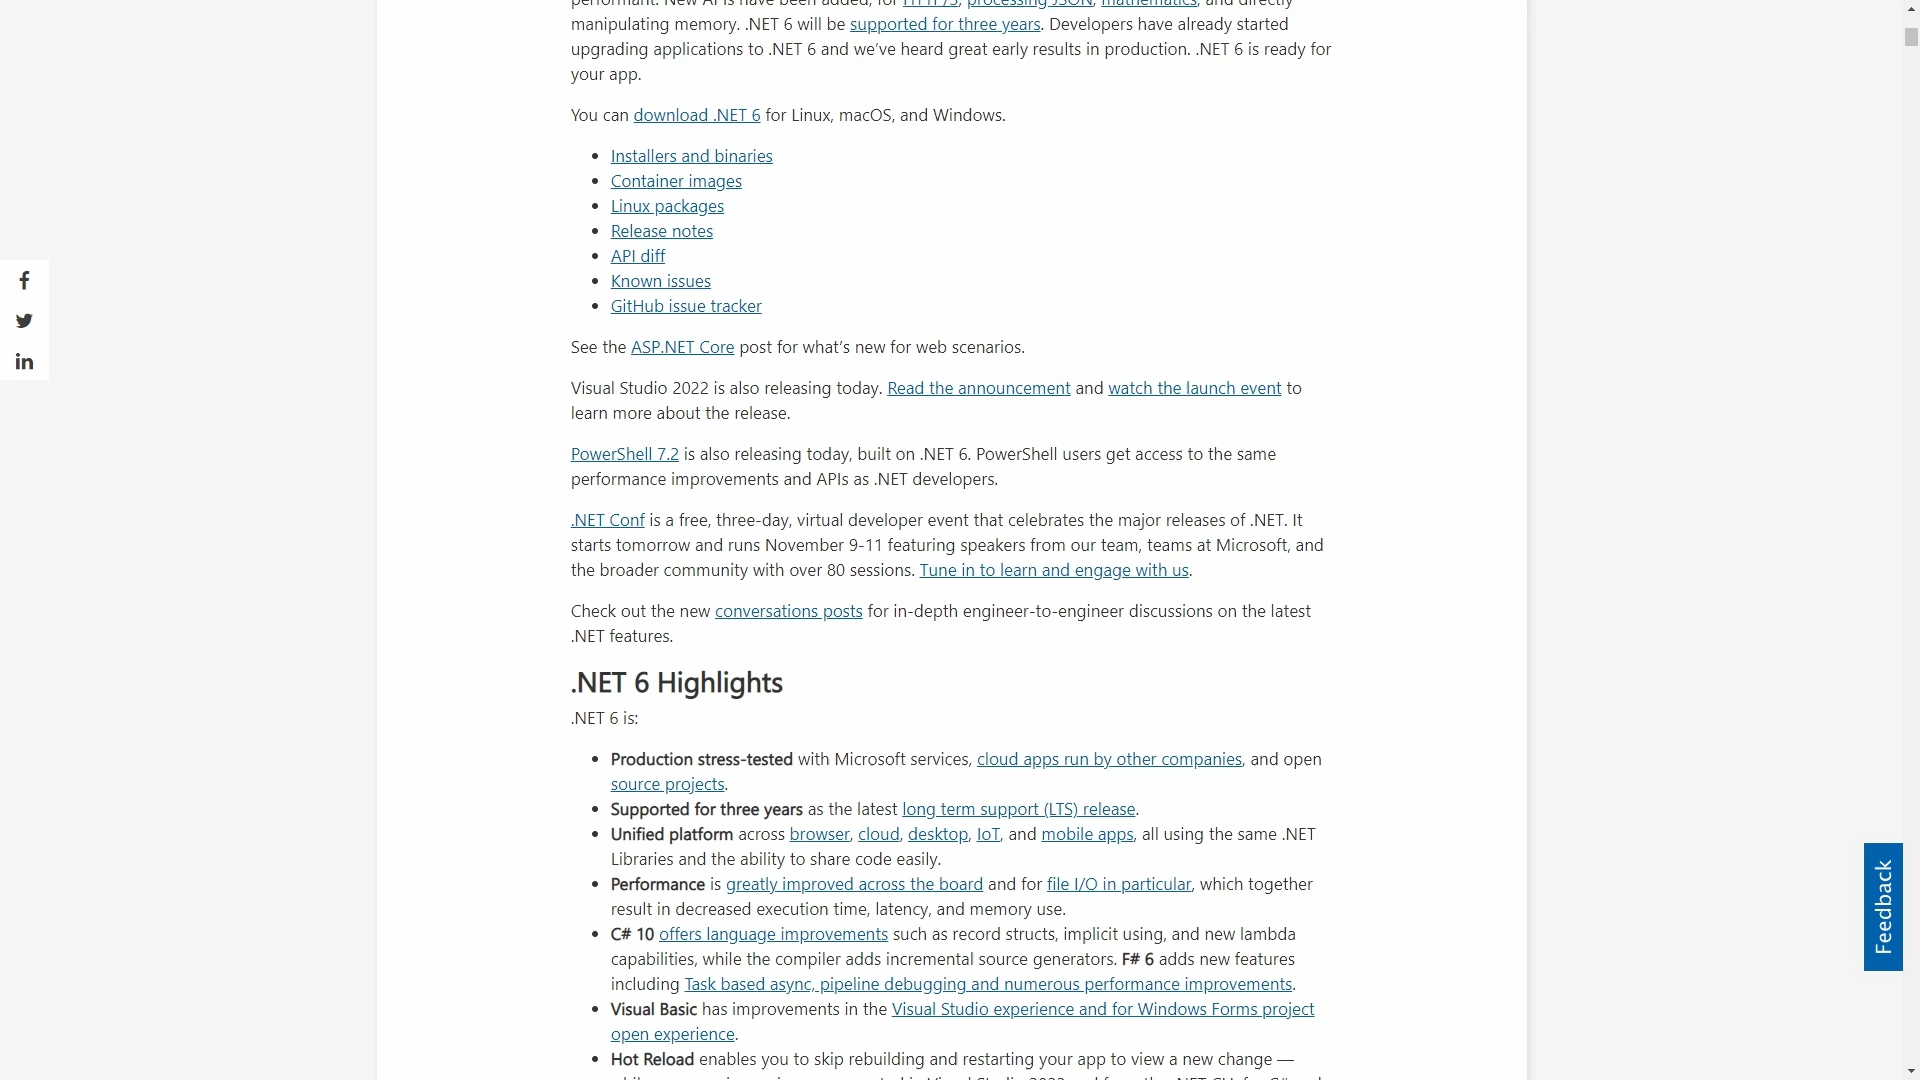 performant. New APIs have been added, for HTTP/3, processing JSON, mathematics, and directly
manipulating memory. .NET 6 will be supported for three years. Developers have already started
upgrading applications to .NET 6 and we’ve heard great early results in production. .NET 6 is ready for
your app.
You can download .NET 6 for Linux, macOS, and Windows.
• Installers and binaries
• Container images
• Linux packages
• Release notes
• API diff
• Known issues
• GitHub issue tracker
See the ASP.NET Core post for what’s new for web scenarios.
Visual Studio 2022 is also releasing today. Read the announcement and watch the launch event to
learn more about the release.
PowerShell 7.2 is also releasing today, built on .NET 6. PowerShell users get access to the same
performance improvements and APIs as .NET developers.
.NET Conf is a free, three-day, virtual developer event that celebrates the major releases of .NET. It
starts tomorrow and runs November 9-11 featuring speakers from our team, teams at Microsoft, and
the broader community with over 80 sessions. Tune in to learn and engage with us.
Check out the new conversations posts for in-depth engineer-to-engineer discussions on the latest
.NET features.
.NET 6 Highlights
.NET 6 is:
• Production stress-tested with Microsoft services, cloud apps run by other companies, and open
source projects.
• Supported for three years as the latest long term support (LTS) release.
• Unified platform across browser, cloud, desktop, IoT, and mobile apps, all using the same .NET
Libraries and the ability to share code easily.
• Performance is greatly improved across the board and for file I/O in particular, which together
result in decreased execution time, latency, and memory use.
• C# 10 offers language improvements such as record structs, implicit using, and new lambda
capabilities, while the compiler adds incremental source generators. F# 6 adds new features
including Task based async, pipeline debugging and numerous performance improvements.
• Visual Basic has improvements in the Visual Studio experience and for Windows Forms project
open experience.
• Hot Reload enables you to skip rebuilding and restarting your app to view a new change —
Feedback